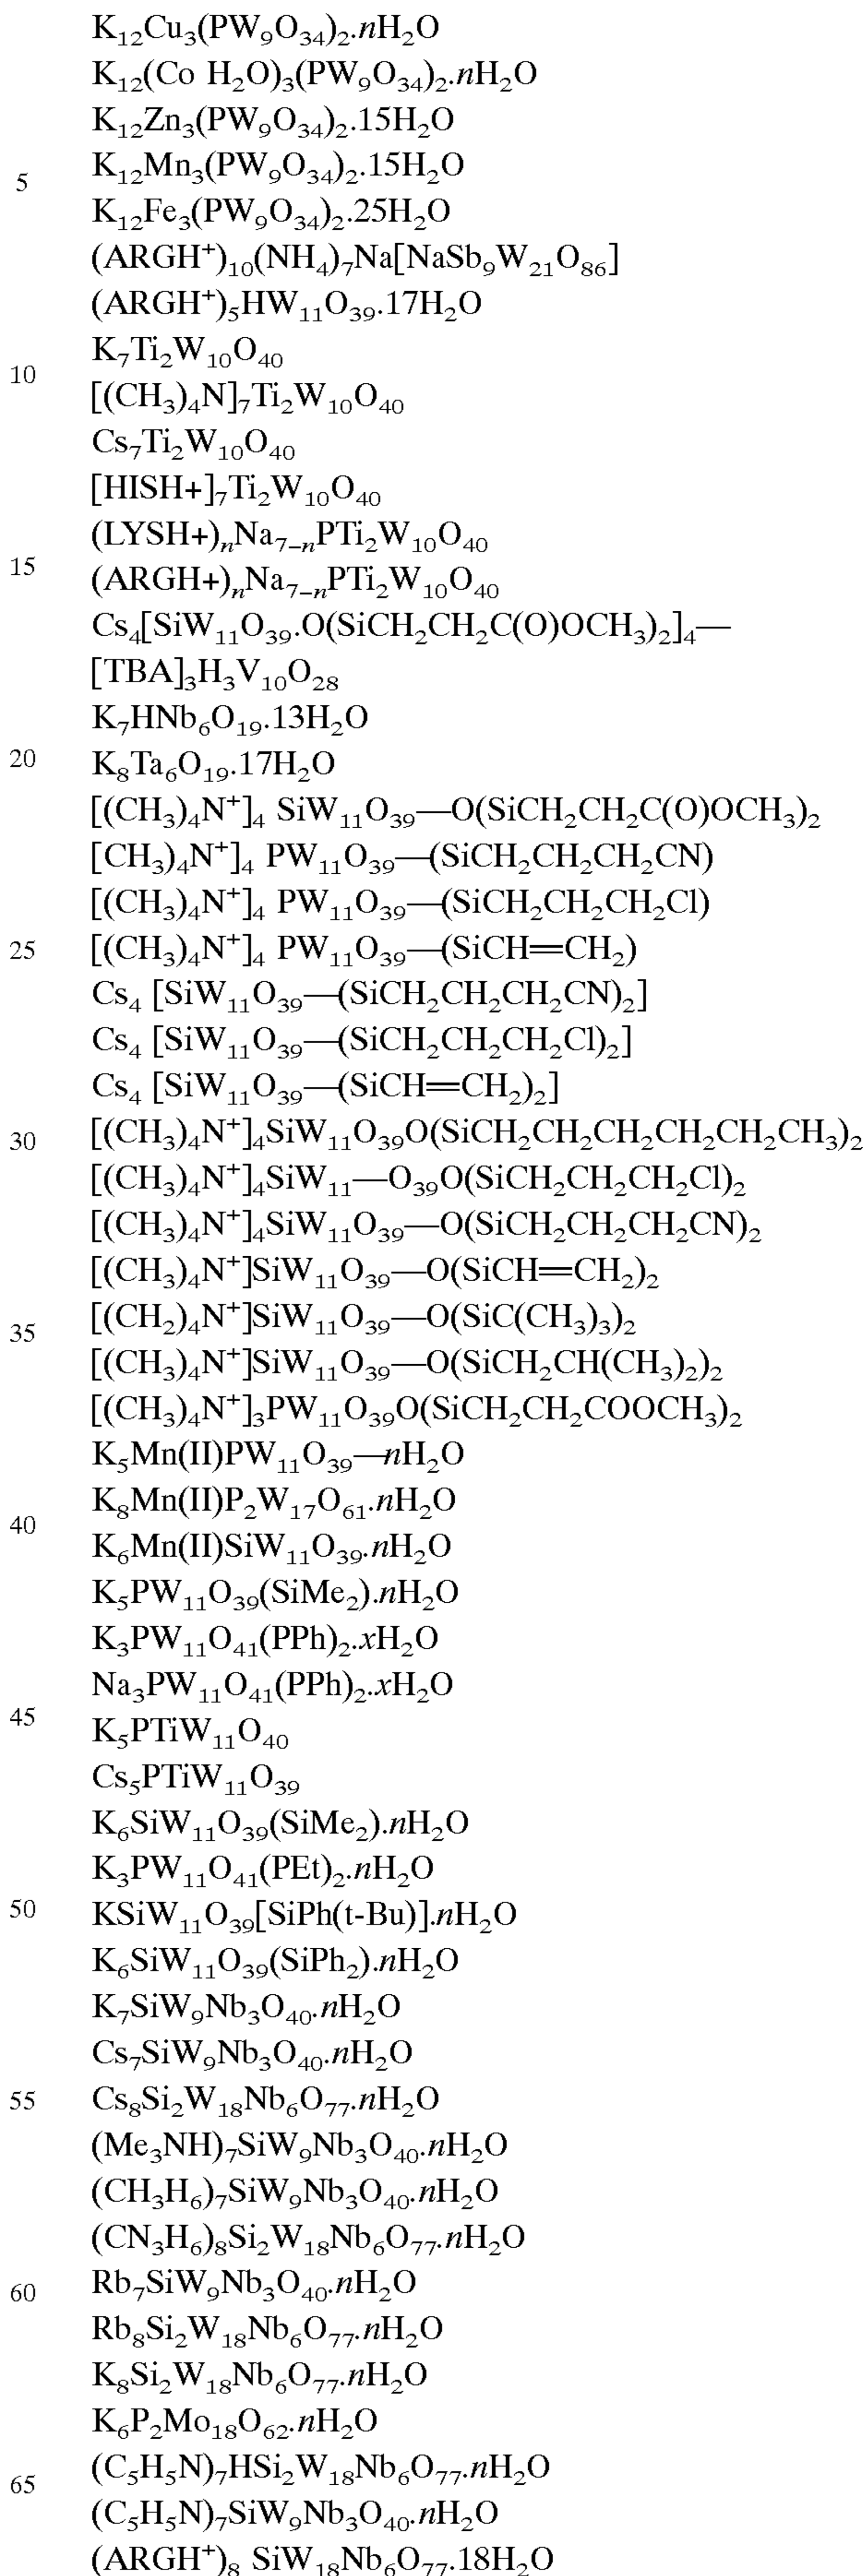 K₁₂Cu₃(PW₉O₃₄)₂.nH₂O
K₁₂(Co H₂O)₃(PW₉O₃₄)₂.nH₂O
K₁₂Zn₃(PW₉O₃₄)₂.15H₂O
5 K₁₂Mn₃(PW₉O₃₄)₂.15H₂O
K₁₂Fe₃(PW₉O₃₄)₂.25H₂O
(ARGH⁺)₁₀(NH₄)₇Na[NaSb₉W₂₁O₈₆]
(ARGH⁺)₅HW₁₁O₃₉.17H₂O
K₇Ti₂W₁₀O₄₀
10 [(CH₃)₄N]₇Ti₂W₁₀O₄₀
Cs₇Ti₂W₁₀O₄₀
[HISH+]₇Ti₂W₁₀O₄₀
(LYSH+)ₙNa₇₋ₙPTi₂W₁₀O₄₀
15 (ARGH+)ₙNa₇₋ₙPTi₂W₁₀O₄₀
Cs₄[SiW₁₁O₃₉.O(SiCH₂CH₂C(O)OCH₃)₂]₄—
[TBA]₃H₃V₁₀O₂₈
K₇HNb₆O₁₉.13H₂O
20 K₈Ta₆O₁₉.17H₂O
[(CH₃)₄N⁺]₄ SiW₁₁O₃₉—O(SiCH₂CH₂C(O)OCH₃)₂
[CH₃)₄N⁺]₄ PW₁₁O₃₉—(SiCH₂CH₂CH₂CN)
[(CH₃)₄N⁺]₄ PW₁₁O₃₉—(SiCH₂CH₂CH₂Cl)
25 [(CH₃)₄N⁺]₄ PW₁₁O₃₉—(SiCH═CH₂)
Cs₄ [SiW₁₁O₃₉—(SiCH₂CH₂CH₂CN)₂]
Cs₄ [SiW₁₁O₃₉—(SiCH₂CH₂CH₂Cl)₂]
Cs₄ [SiW₁₁O₃₉—(SiCH═CH₂)₂]
30 [(CH₃)₄N⁺]₄SiW₁₁O₃₉O(SiCH₂CH₂CH₂CH₂CH₂CH₃)₂
[(CH₃)₄N⁺]₄SiW₁₁—O₃₉O(SiCH₂CH₂CH₂Cl)₂
[(CH₃)₄N⁺]₄SiW₁₁O₃₉—O(SiCH₂CH₂CH₂CN)₂
[(CH₃)₄N⁺]SiW₁₁O₃₉—O(SiCH═CH₂)₂
35 [(CH₂)₄N⁺]SiW₁₁O₃₉—O(SiC(CH₃)₃)₂
[(CH₃)₄N⁺]SiW₁₁O₃₉—O(SiCH₂CH(CH₃)₂)₂
[(CH₃)₄N⁺]₃PW₁₁O₃₉O(SiCH₂CH₂COOCH₃)₂
K₅Mn(II)PW₁₁O₃₉—nH₂O
K₈Mn(II)P₂W₁₇O₆₁.nH₂O
40 K₆Mn(II)SiW₁₁O₃₉.nH₂O
K₅PW₁₁O₃₉(SiMe₂).nH₂O
K₃PW₁₁O₄₁(PPh)₂.xH₂O
Na₃PW₁₁O₄₁(PPh)₂.xH₂O
45 K₅PTiW₁₁O₄₀
Cs₅PTiW₁₁O₃₉
K₆SiW₁₁O₃₉(SiMe₂).nH₂O
K₃PW₁₁O₄₁(PEt)₂.nH₂O
50 KSiW₁₁O₃₉[SiPh(t-Bu)].nH₂O
K₆SiW₁₁O₃₉(SiPh₂).nH₂O
K₇SiW₉Nb₃O₄₀.nH₂O
Cs₇SiW₉Nb₃O₄₀.nH₂O
55 Cs₈Si₂W₁₈Nb₆O₇₇.nH₂O
(Me₃NH)₇SiW₉Nb₃O₄₀.nH₂O
(CH₃H₆)₇SiW₉Nb₃O₄₀.nH₂O
(CN₃H₆)₈Si₂W₁₈Nb₆O₇₇.nH₂O
60 Rb₇SiW₉Nb₃O₄₀.nH₂O
Rb₈Si₂W₁₈Nb₆O₇₇.nH₂O
K₈Si₂W₁₈Nb₆O₇₇.nH₂O
K₆P₂Mo₁₈O₆₂.nH₂O
65 (C₅H₅N)₇HSi₂W₁₈Nb₆O₇₇.nH₂O
(C₅H₅N)₇SiW₉Nb₃O₄₀.nH₂O
(ARGH⁺)₈ SiW₁₈Nb₆O₇₇.18H₂O